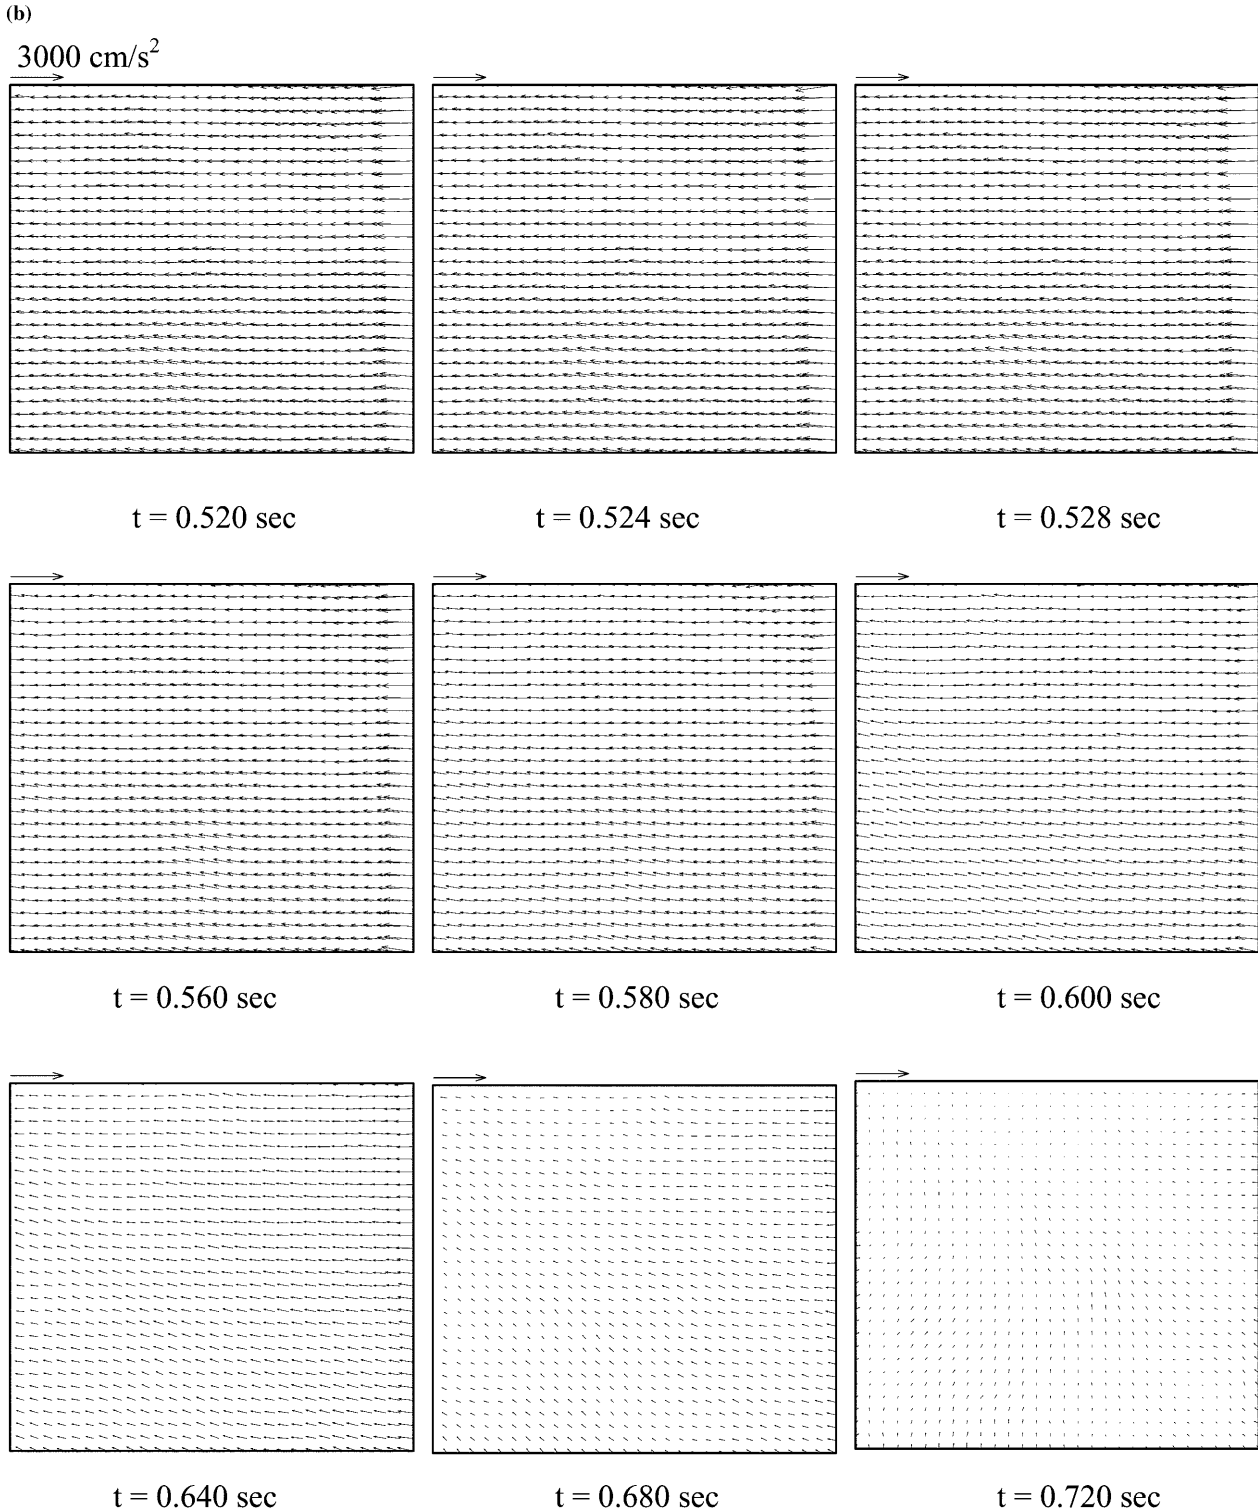 (b)
3000 cm/s²
t = 0.520 sec
t = 0.524 sec
t = 0.528 sec
t = 0.560 sec
t = 0.580 sec
t = 0.600 sec
t = 0.640 sec
t = 0.680 sec
t = 0.720 sec